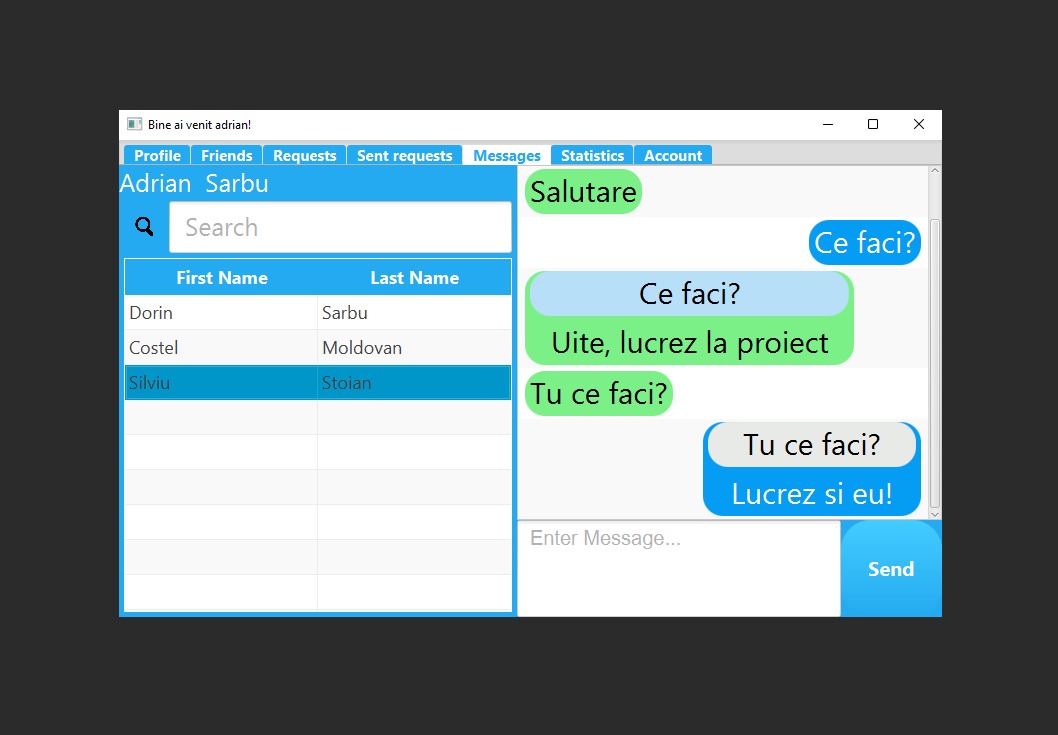 Bine ai venit adrian!
Profile Friends Requests Sent requests Messages Statistics Account
Adrian Sarbu
Search
First Name Last Name
Dorin Sarbu
Costel Moldovan
Silviu Stoian
Salutare
Ce faci?
Ce faci?
Uite, lucrez la proiect
Tu ce faci?
Tu ce faci?
Lucrez si eu!
Enter Message...
Send